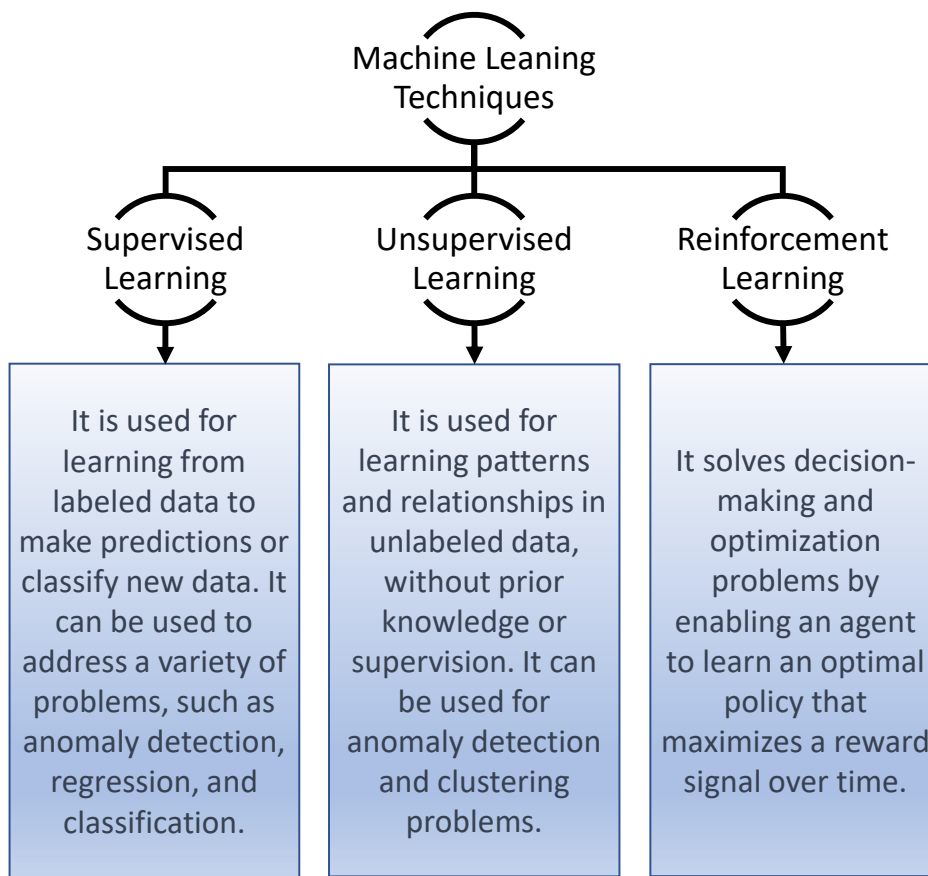 Machine Leaning
Techniques
Supervised
Learning
Unsupervised
Learning
Reinforcement
Learning
It is used for
learning from
labeled data to
make predictions or
classify new data. It
can be used to
address a variety of
problems, such as
anomaly detection,
regression, and
classification.
It is used for
learning patterns
and relationships in
unlabeled data,
without prior
knowledge or
supervision. It can
be used for
anomaly detection
and clustering
problems.
It solves decision-
making and
optimization
problems by
enabling an agent
to learn an optimal
policy that
maximizes a reward
signal over time.